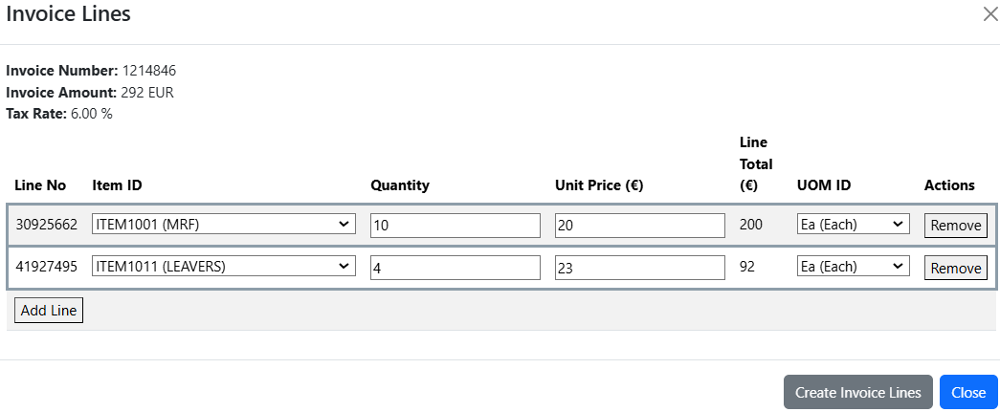 Invoice Lines
Invoice Number: 1214846
Invoice Amount: 292 EUR
Tax Rate: 6.00 %
Line No Item ID Quantity Unit Price (€) Line Total (€) UOM ID Actions
30925662 ITEM1001 (MRF) 10 20 200 Ea (Each) Remove
41927495 ITEM1011 (LEAVERS) 4 23 92 Ea (Each) Remove
Add Line
Create Invoice Lines Close